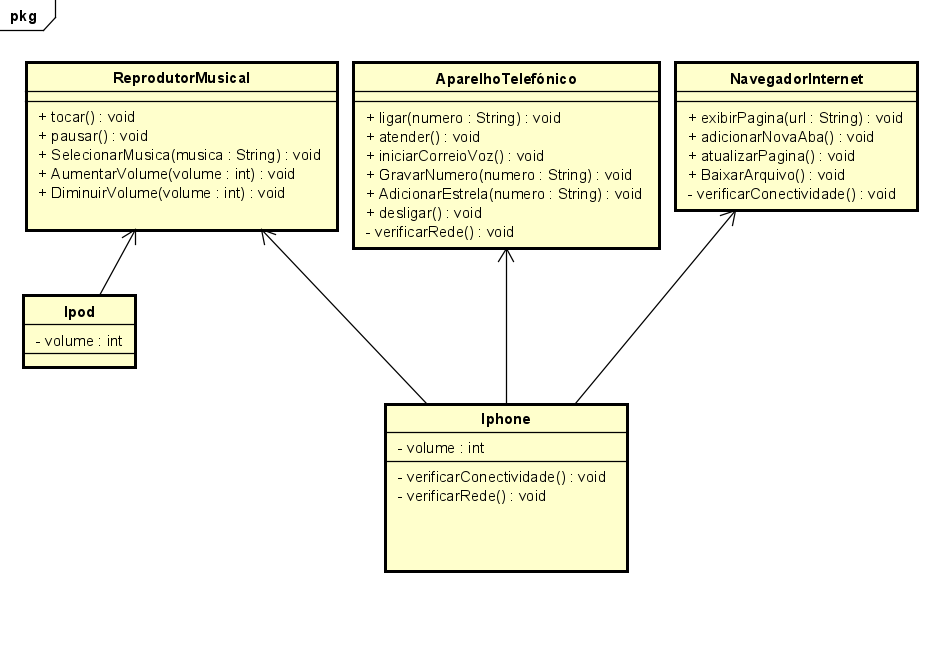 pkg
ReprodutorMusical
+ tocar() : void
+ pausar() : void
+ SelecionarMusica(musica : String) : void
+ AumentarVolume(volume : int) : void
+ DiminuirVolume(volume : int) : void
AparelhoTelefónico
+ ligar(numero : String) : void
+ atender() : void
+ iniciarCorreioVoz() : void
+ GravarNumero(numero : String) : void
+ AdicionarEstrela(numero : String) : void
+ desligar() : void
- verificarRede() : void
NavegadorInternet
+ exibirPagina(url : String) : void
+ adicionarNovaAba() : void
+ atualizarPagina() : void
+ BaixarArquivo() : void
- verificarConectividade() : void
Ipod
- volume : int
Iphone
- volume : int
- verificarConectividade() : void
- verificarRede() : void